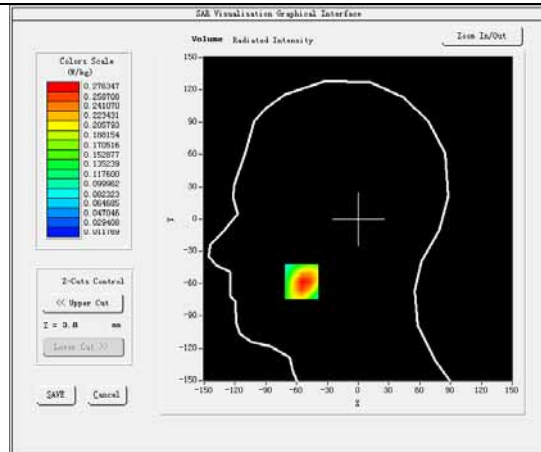 SAR Visualisation Graphical Interface
Volume Radiated Intensity
Zoom In/Out
Colors Scale
(W/kg)
0.276347
0.258708
0.241070
0.223431
0.205793
0.188154
0.170516
0.152877
0.135239
0.117600
0.099962
0.082323
0.064685
0.047046
0.029408
0.011769
Z-Cuts Control
<< Upper Cut
Z = 3.8 mm
Lower Cut >>
SAVE
Cancel
150
120
90
60
30
0
-30
-60
-90
-120
-150
Y
-150 -120 -90 -60 -30 0 30 60 90 120 150
X